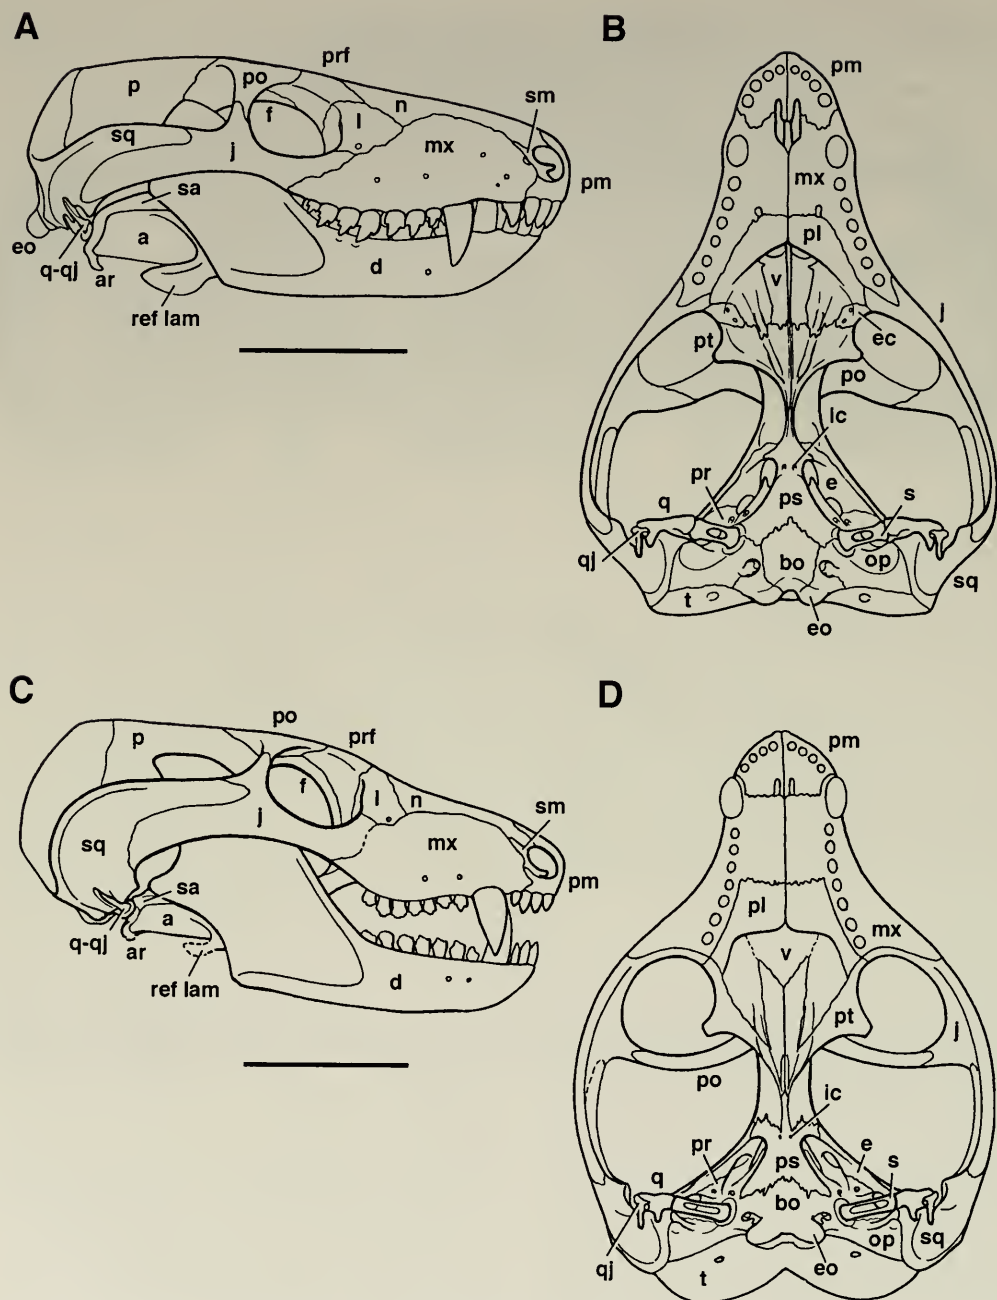 A
prf
po
p
f
l
n
sm
sq
mx
j
pm
sa
eo
a
q-qj
ar
d
ref lam
B
pm
mx
pl
v
j
pt
ec
po
ic
pr
e
q
ps
s
qj
bo
op
sq
t
eo
C
po
prf
p
f
l
n
sm
j
sq
mx
pm
sa
a
q-qj
ar
ref lam
d
D
pm
pl
mx
v
pt
j
po
ic
pr
e
ps
s
q
bo
op
sq
qj
eo
t